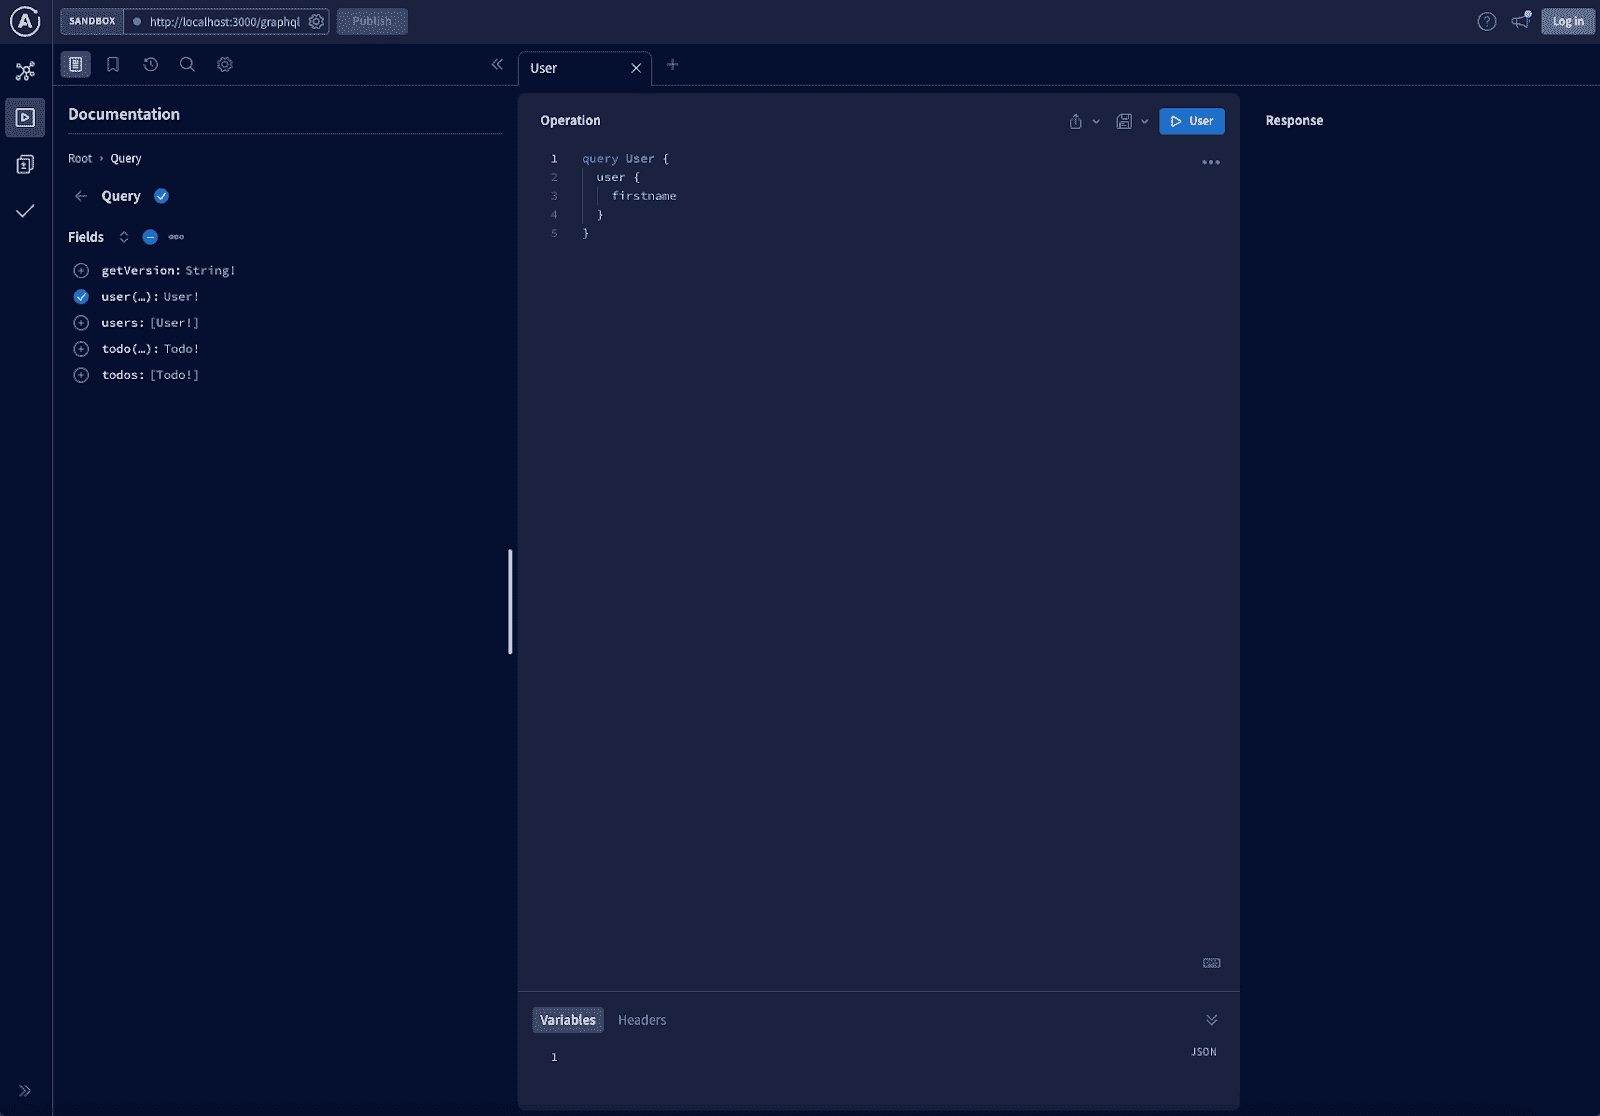 SANDBOX http://localhost:3000/graphql Publish Log in
User
Documentation
Root › Query
Query
Fields
getVersion: String!
user(…): User!
users: [User!]
todo(…): Todo!
todos: [Todo!]
Operation
User
1 query User {
2 user {
3 firstname
4 }
5 }
Variables Headers
JSON
1
Response